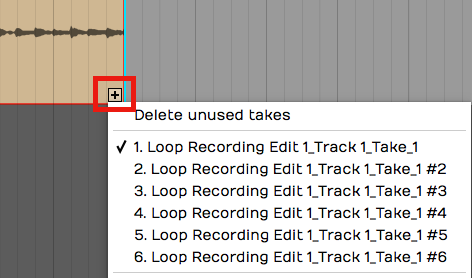 Delete unused takes
✓ 1. Loop Recording Edit 1_Track 1_Take_1
2. Loop Recording Edit 1_Track 1_Take_1 #2
3. Loop Recording Edit 1_Track 1_Take_1 #3
4. Loop Recording Edit 1_Track 1_Take_1 #4
5. Loop Recording Edit 1_Track 1_Take_1 #5
6. Loop Recording Edit 1_Track 1_Take_1 #6